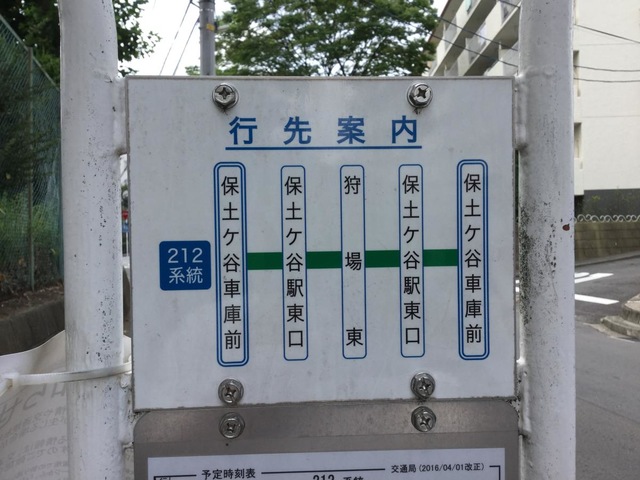 行先案内
212
系統
保土ケ谷車庫前
保土ケ谷駅東口
狩場東
保土ケ谷駅東口
保土ケ谷車庫前
予定時刻表
交通局(2016/04/01改正)
212 系統